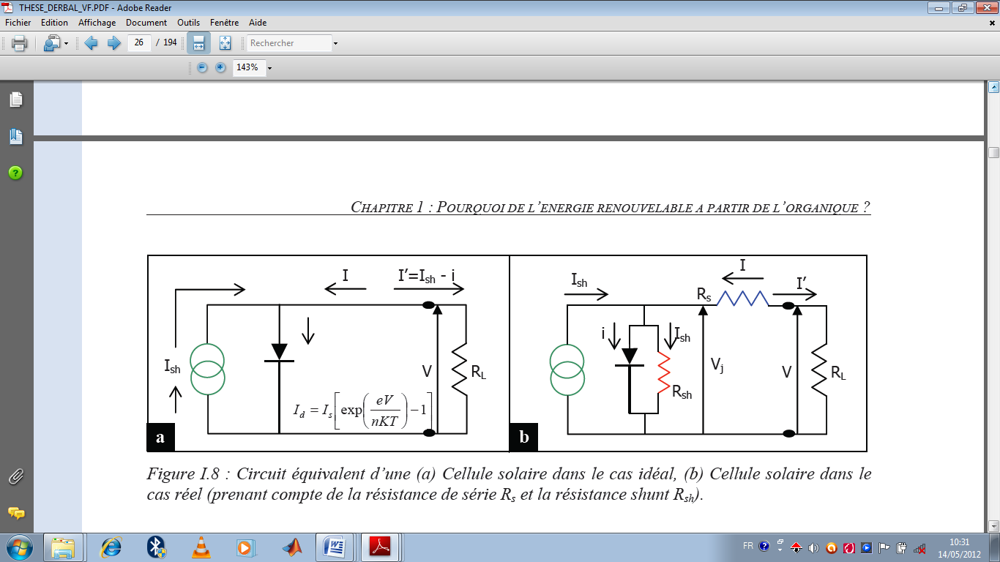 THESE_DERBAL_VF.PDF - Adobe Reader
Fichier Edition Affichage Document Outils Fenêtre Aide
26 / 194 Rechercher
143%
CHAPITRE 1 : POURQUOI DE L’ENERGIE RENOUVELABLE A PARTIR DE L’ORGANIQUE ?
I I’=Ish - i
Ish
V
RL
Id = Is[exp(eV/nKT)−1]
a
I
Ish
Rs
I’
i
Ish
Rsh
Vj
V
RL
b
Figure I.8 : Circuit équivalent d’une (a) Cellule solaire dans le cas idéal, (b) Cellule solaire dans le
cas réel (prenant compte de la résistance de série Rs et la résistance shunt Rsh).
FR
10:31
14/05/2012